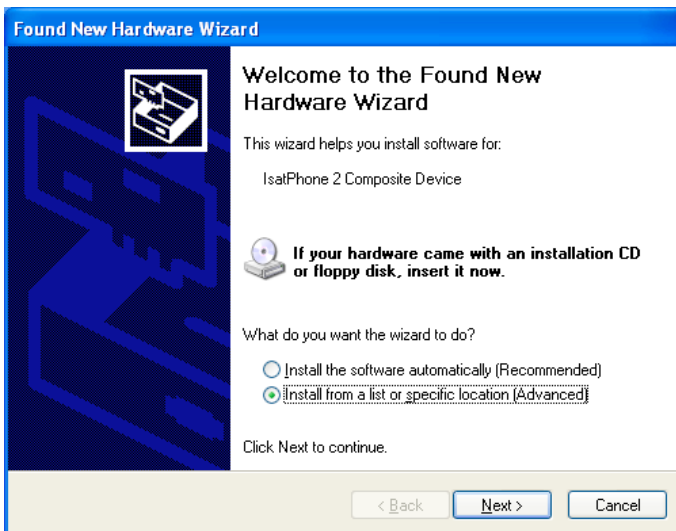 Found New Hardware Wizard
Welcome to the Found New
Hardware Wizard
This wizard helps you install software for:
IsatPhone 2 Composite Device
If your hardware came with an installation CD
or floppy disk, insert it now.
What do you want the wizard to do?
Install the software automatically (Recommended)
Install from a list or specific location (Advanced)
Click Next to continue.
< Back Next > Cancel